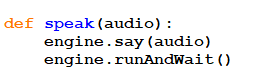 def speak(audio):
    engine.say(audio)
    engine.runAndWait()